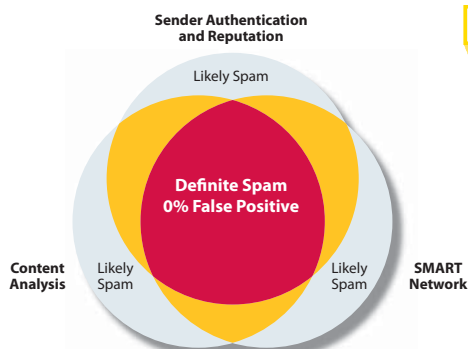 Sender Authentication
and Reputation
Likely Spam
Definite Spam
0% False Positive
Content
Analysis
Likely
Spam
Likely
Spam
SMART
Network